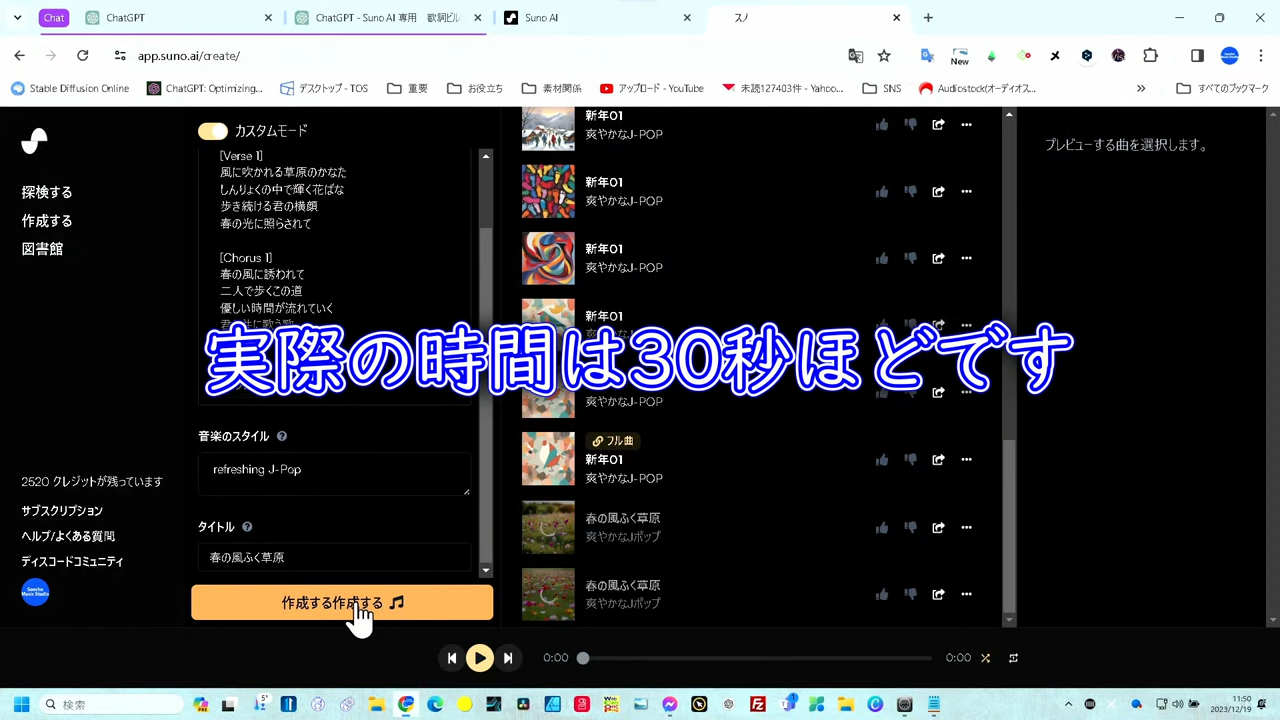 Chat
ChatGPT
ChatGPT - Suno AI 専用 歌詞ビル
Suno AI
スノ
app.suno.ai/create/
New
Stable Diffusion Online
ChatGPT: Optimizing...
デスクトップ - TOS
重要
お役立ち
素材関係
アップロード - YouTube
未読127403件 - Yahoo...
SNS
Audiostock(オーディオス...
すべてのブックマーク
探検する
作成する
図書館
2520 クレジットが残っています
サブスクリプション
ヘルプ/よくある質問
ディスコードコミュニティ
Sancho
Music Studio
カスタムモード
[Verse 1]
風に吹かれる草原のかなた
しんりょくの中で輝く花ばな
歩き続ける君の横顔
春の光に照らされて
[Chorus 1]
春の風に誘われて
二人で歩くこの道
優しい時間が流れていく
実際の時間は30秒ほどです
音楽のスタイル
refreshing J-Pop
タイトル
春の風ふく草原
作成する作成する
新年01
爽やかなJ-POP
新年01
爽やかなJ-POP
新年01
爽やかなJ-POP
新年01
爽やかなJ-POP
フル曲
新年01
爽やかなJ-POP
春の風ふく草原
爽やかなJポップ
春の風ふく草原
爽やかなJポップ
プレビューする曲を選択します。
0:00
0:00
検索
11:50
2023/12/19